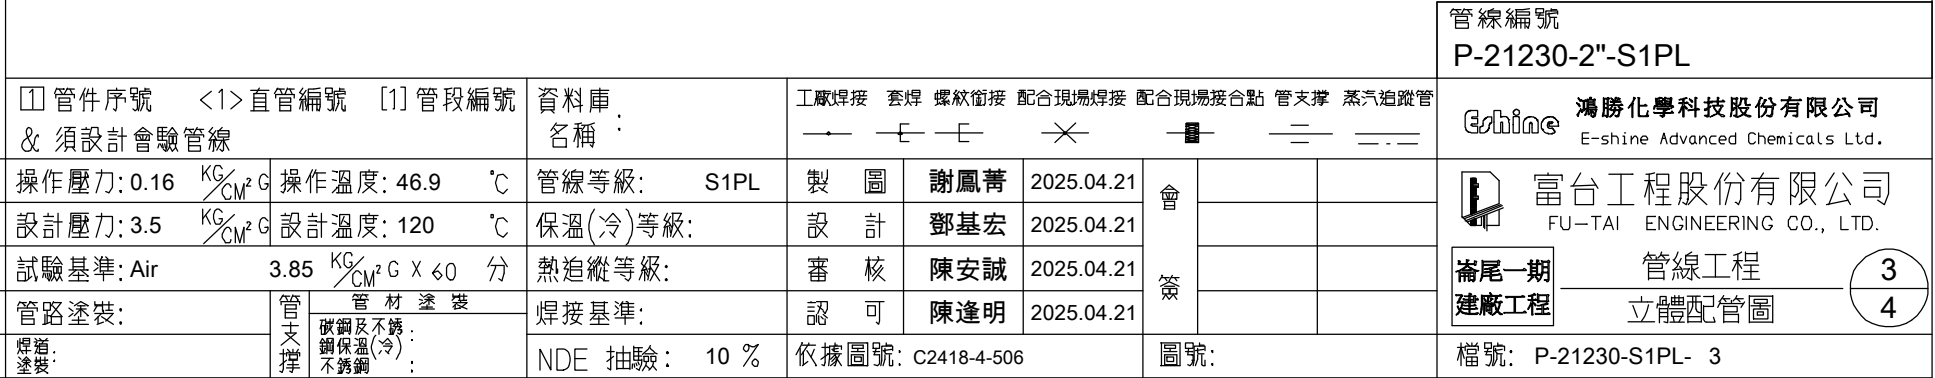 管線編號
P-21230-2"-S1PL
1 管件序號 <1>直管編號 [1]管段編號
& 須設計會驗管線
資料庫
名稱 :
工廠焊接 套焊 螺紋銜接 配合現場焊接 配合現場接合點 管支撐 蒸汽追蹤管
Eshine
鴻勝化學科技股份有限公司
E-shine Advanced Chemicals Ltd.
操作壓力: 0.16 KG/CM² G 操作溫度: 46.9 °C 管線等級: S1PL 製 圖 謝鳳菁 2025.04.21
設計壓力: 3.5 KG/CM² G 設計溫度: 120 °C 保溫(冷)等級: 設 計 鄧基宏 2025.04.21
試驗基準: Air 3.85 KG/CM² G X 60 分 熱追縱等級: 審 核 陳安誠 2025.04.21
管路塗裝: 管支撐 管 材 塗 裝 焊接基準: 認 可 陳逢明 2025.04.21
會簽
富台工程股份有限公司
FU-TAI ENGINEERING CO., LTD.
崙尾一期
建廠工程
管線工程
立體配管圖
3
4
碳鋼及不銹 :
鋼保溫(冷)
不銹鋼 :
焊道:
塗裝:
NDE 抽驗: 10 % 依據圖號: C2418-4-506 圖號: 檔號: P-21230-S1PL- 3